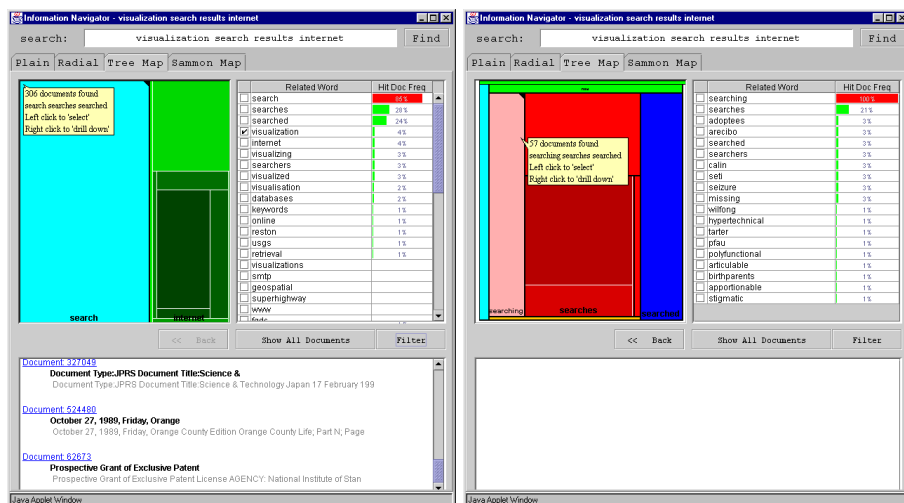 Information Navigator - visualization search results internet
search: visualization search results internet Find
Plain Radial Tree Map Sammon Map
306 documents found
search searches searched
Left click to 'select'
Right click to 'drill down'
search
internet
Related Word Hit Doc Freq
search 85%
searches 28%
searched 24%
visualization 4%
internet 4%
visualizing 3%
searchers 3%
visualized 3%
visualisation 2%
databases 2%
keywords 1%
online 1%
reston 1%
usgs 1%
retrieval 1%
visualizations
smtp
geospatial
superhighway
www
<< Back Show All Documents Filter
Document: 327049
Document Type:JPRS Document Title:Science &
Document Type:JPRS Document Title:Science & Technology Japan 17 February 199
Document: 524480
October 27, 1989, Friday, Orange
October 27, 1989, Friday, Orange County Edition Orange County Life; Part N; Page
Document: 62673
Prospective Grant of Exclusive Patent
Prospective Grant of Exclusive Patent License AGENCY: National Institute of Stan
Java Applet Window
Information Navigator - visualization search results internet
search: visualization search results internet Find
Plain Radial Tree Map Sammon Map
57 documents found
searching searches searched
Left click to 'select'
Right click to 'drill down'
searching
searches
searched
Related Word Hit Doc Freq
searching 100%
searches 21%
adoptees 3%
arecibo 3%
searched 3%
searchers 3%
calin 3%
seti 3%
seizure 3%
missing 3%
wilfong 1%
hypertechnical 1%
tarter 1%
pfau 1%
polyfunctional 1%
articulable 1%
birthparents 1%
apportionable 1%
stigmatic 1%
<< Back Show All Documents Filter
Java Applet Window